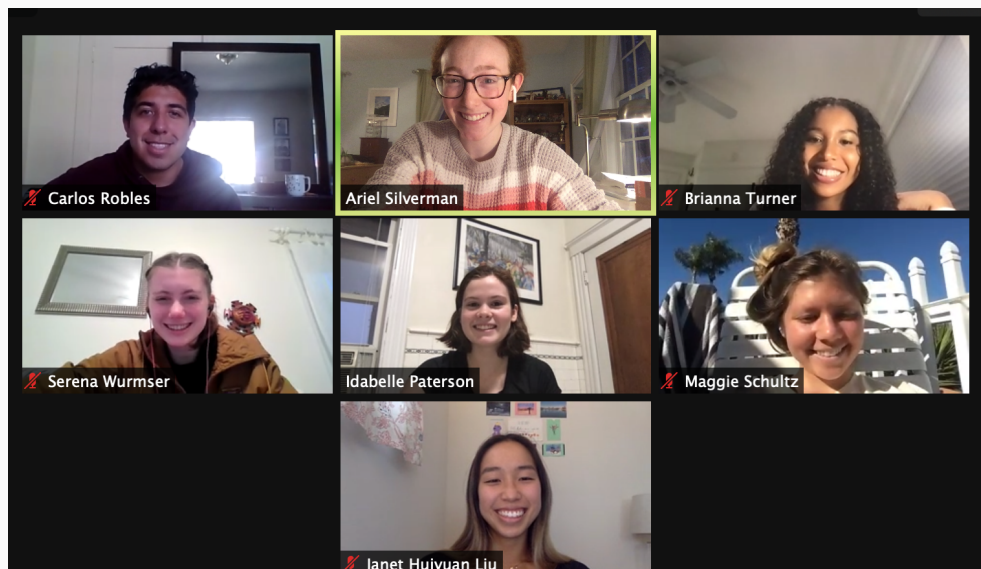 Carlos Robles
Ariel Silverman
Brianna Turner
Serena Wurmser
Idabelle Paterson
Maggie Schultz
Janet Huiyuan Liu